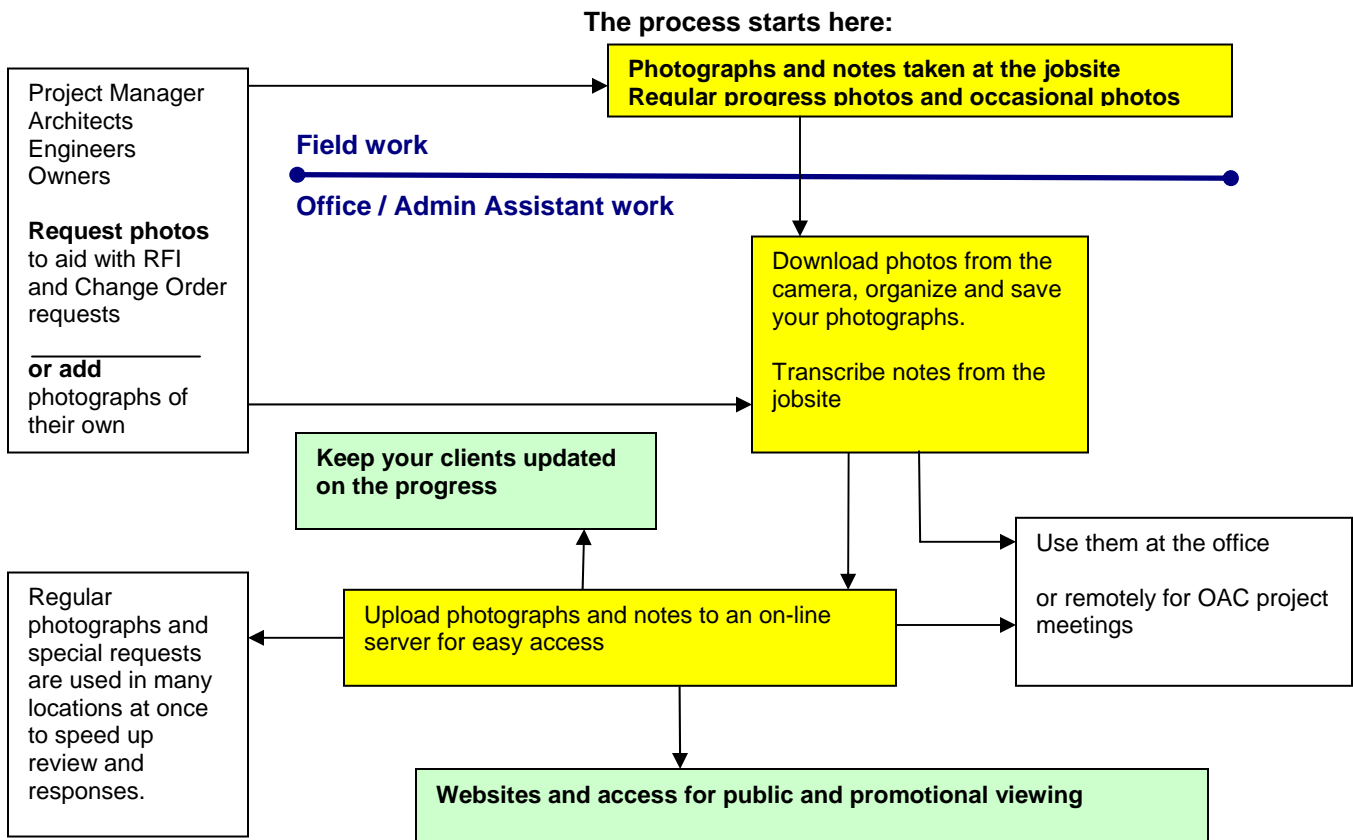 The process starts here:
Photographs and notes taken at the jobsite
Regular progress photos and occasional photos
Project Manager
Architects
Engineers
Owners
Request photos
to aid with RFI
and Change Order
requests
or add
photographs of
their own
Field work
Office / Admin Assistant work
Download photos from the
camera, organize and save
your photographs.
Transcribe notes from the
jobsite
Keep your clients updated
on the progress
Use them at the office
or remotely for OAC project
meetings
Upload photographs and notes to an on-line
server for easy access
Regular
photographs and
special requests
are used in many
locations at once
to speed up
review and
responses.
Websites and access for public and promotional viewing